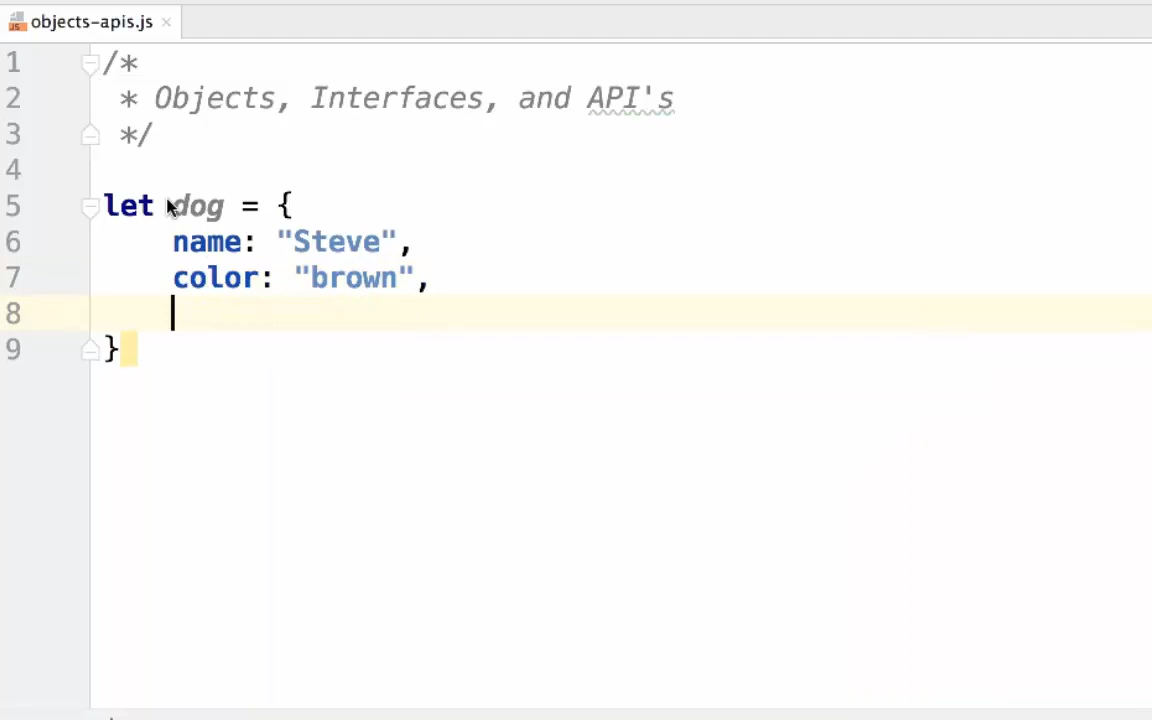 objects-apis.js
1 /*
2  * Objects, Interfaces, and API's
3  */
4
5 let dog = {
6     name: "Steve",
7     color: "brown",
8
9 }